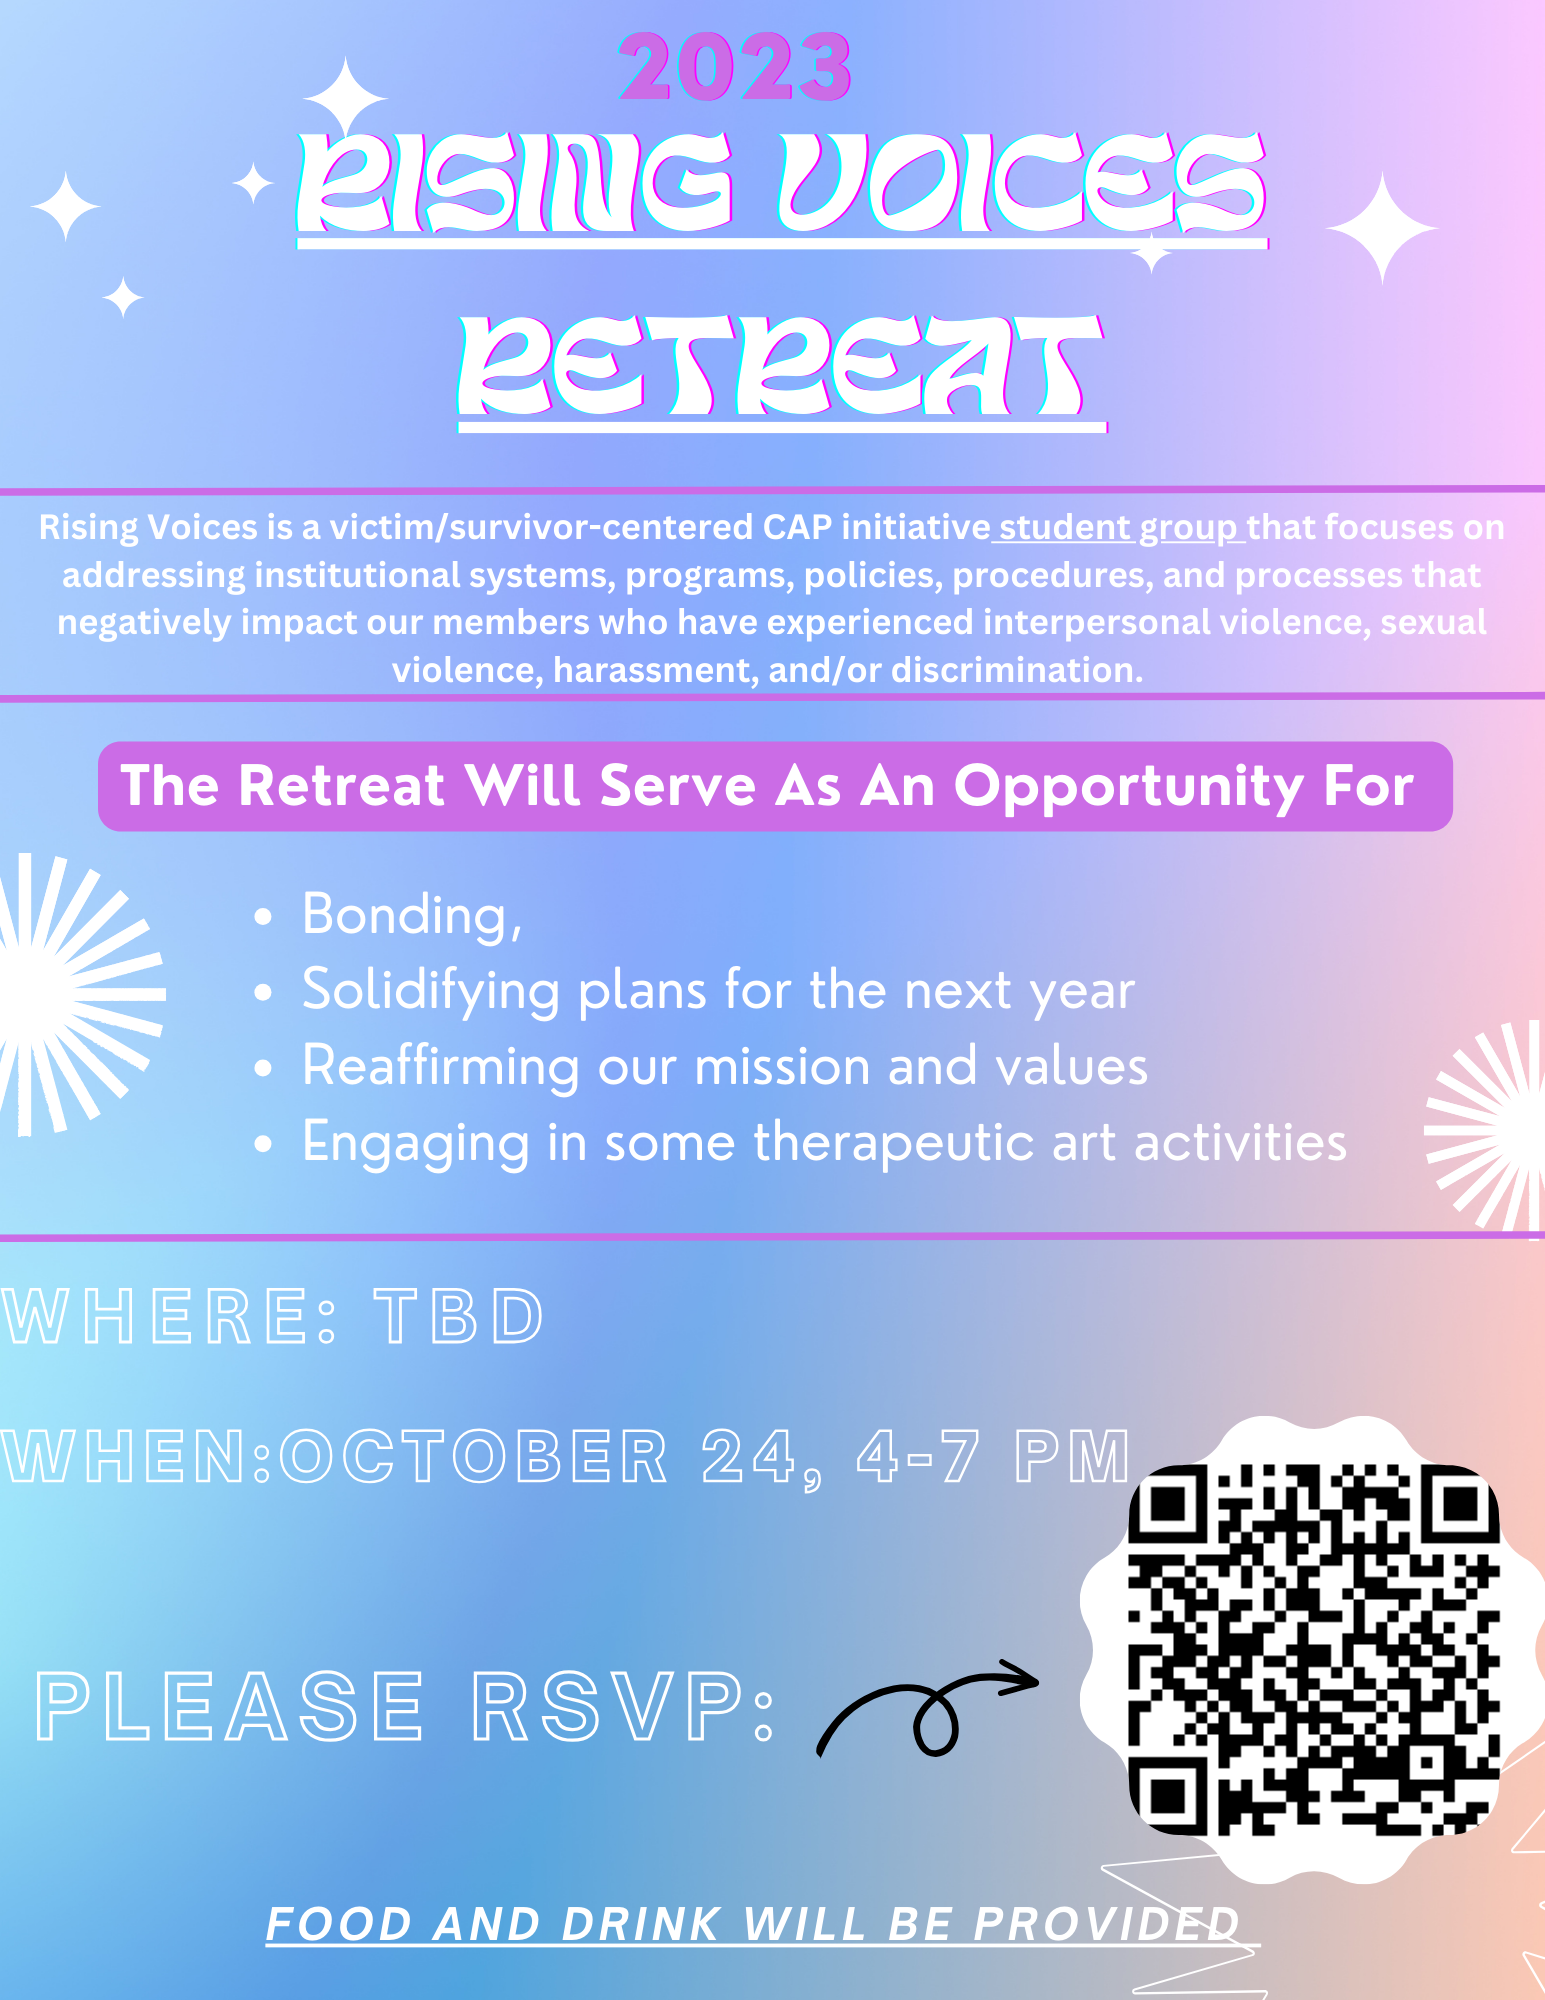 2023
RISING VOICES
RETREAT
Rising Voices is a victim/survivor-centered CAP initiative student group that focuses on
addressing institutional systems, programs, policies, procedures, and processes that
negatively impact our members who have experienced interpersonal violence, sexual
violence, harassment, and/or discrimination.
The Retreat Will Serve As An Opportunity For
• Bonding,
• Solidifying plans for the next year
• Reaffirming our mission and values
• Engaging in some therapeutic art activities
WHERE: TBD
WHEN:OCTOBER 24, 4-7 PM
PLEASE RSVP:
FOOD AND DRINK WILL BE PROVIDED